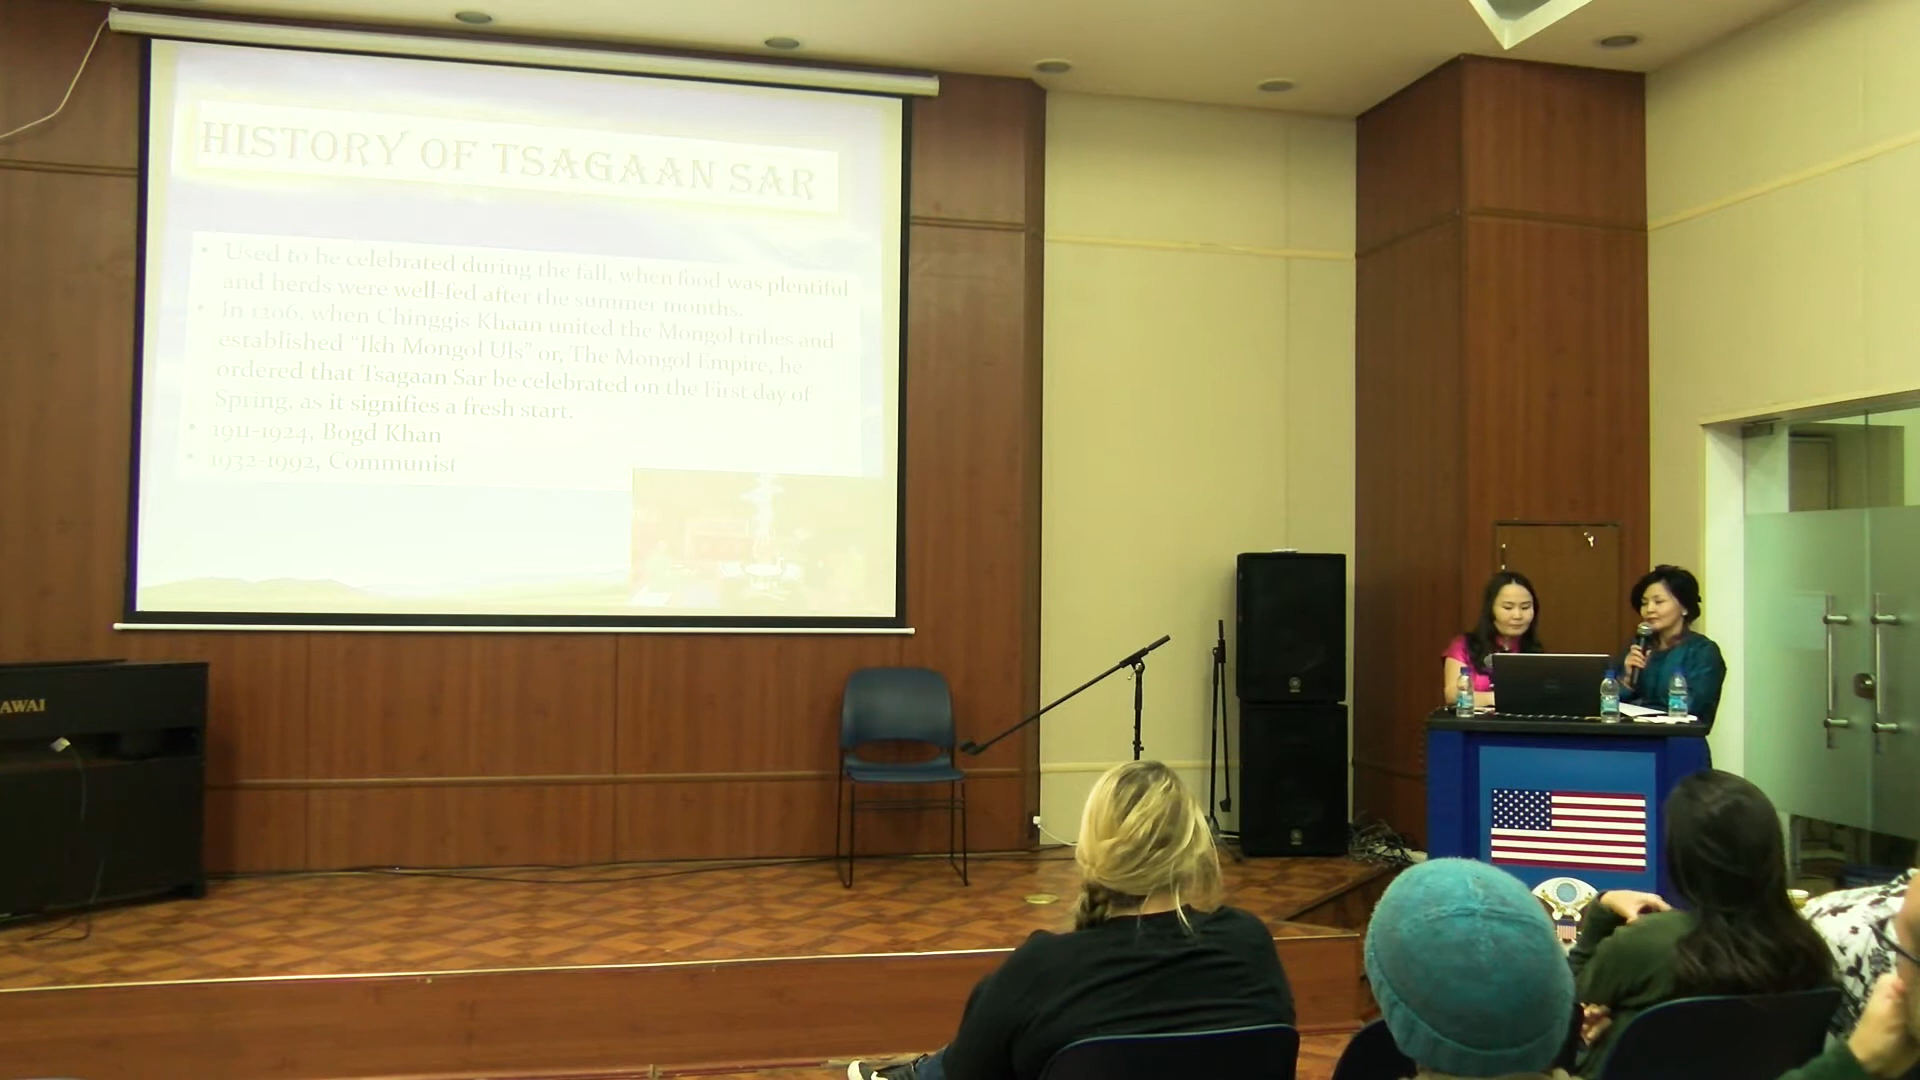 HISTORY OF TSAGAAN SAR
• Used to be celebrated during the fall, when food was plentiful
and herds were well-fed after the summer months.
• In 1206, when Chinggis Khaan united the Mongol tribes and
established “Ikh Mongol Uls” or, The Mongol Empire, he
ordered that Tsagaan Sar be celebrated on the First day of
Spring, as it signifies a fresh start.
• 1911-1924, Bogd Khan
• 1932-1992, Communist
AWAI